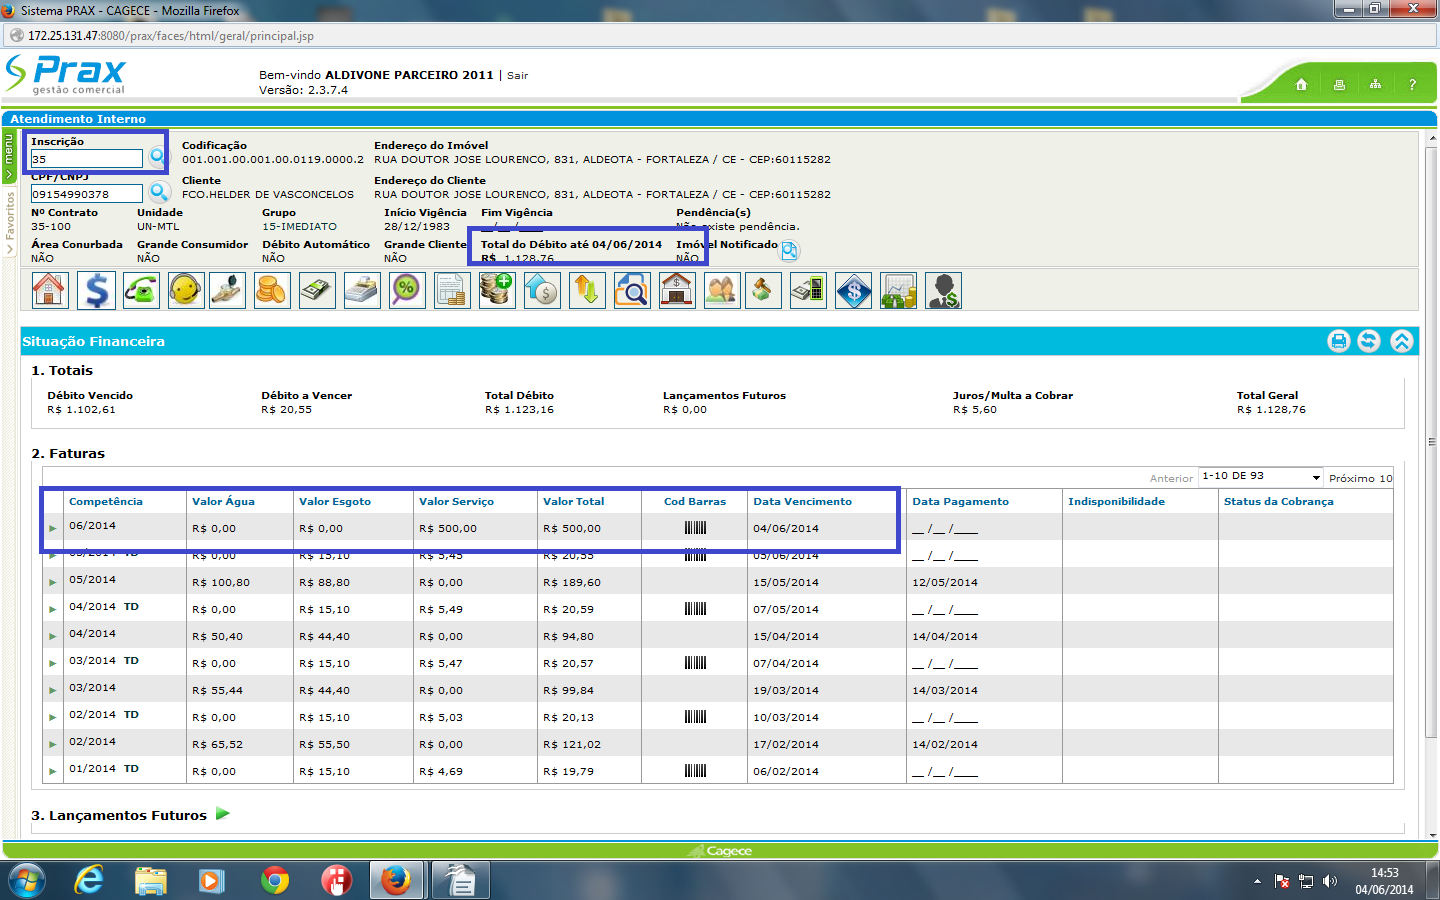 Sistema PRAX - CAGECE - Mozilla Firefox
172.25.131.47:8080/prax/faces/html/geral/principal.jsp
Prax
gestão comercial
Bem-vindo ALDIVONE PARCEIRO 2011 | Sair
Versão: 2.3.7.4
?
Atendimento Interno
menu
Favoritos
Inscrição
35
Codificação
001.001.00.001.00.0119.0000.2
Endereço do Imóvel
RUA DOUTOR JOSE LOURENCO, 831, ALDEOTA - FORTALEZA / CE - CEP:60115282
CPF/CNPJ
09154990378
Cliente
FCO.HELDER DE VASCONCELOS
Endereço do Cliente
RUA DOUTOR JOSE LOURENCO, 831, ALDEOTA - FORTALEZA / CE - CEP:60115282
Nº Contrato Unidade Grupo Início Vigência Fim Vigência Pendência(s)
35-100 UN-MTL 15-IMEDIATO 28/12/1983 __/__/____ Não existe pendência.
Área Conurbada Grande Consumidor Débito Automático Grande Cliente Total do Débito até 04/06/2014 Imóvel Notificado
NÃO NÃO NÃO NÃO R$ 1.128,76 NÃO
Situação Financeira
1. Totais
Débito Vencido Débito a Vencer Total Débito Lançamentos Futuros Juros/Multa a Cobrar Total Geral
R$ 1.102,61 R$ 20,55 R$ 1.123,16 R$ 0,00 R$ 5,60 R$ 1.128,76
2. Faturas
Anterior 1-10 DE 93 Próximo 10
Competência Valor Água Valor Esgoto Valor Serviço Valor Total Cod Barras Data Vencimento Data Pagamento Indisponibilidade Status da Cobrança
06/2014 R$ 0,00 R$ 0,00 R$ 500,00 R$ 500,00 04/06/2014 __ /__ /____
05/2014 TD R$ 0,00 R$ 15,10 R$ 5,45 R$ 20,55 05/06/2014 __ /__ /____
05/2014 R$ 100,80 R$ 88,80 R$ 0,00 R$ 189,60 15/05/2014 12/05/2014
04/2014 TD R$ 0,00 R$ 15,10 R$ 5,49 R$ 20,59 07/05/2014 __ /__ /____
04/2014 R$ 50,40 R$ 44,40 R$ 0,00 R$ 94,80 15/04/2014 14/04/2014
03/2014 TD R$ 0,00 R$ 15,10 R$ 5,47 R$ 20,57 07/04/2014 __ /__ /____
03/2014 R$ 55,44 R$ 44,40 R$ 0,00 R$ 99,84 19/03/2014 14/03/2014
02/2014 TD R$ 0,00 R$ 15,10 R$ 5,03 R$ 20,13 10/03/2014 __ /__ /____
02/2014 R$ 65,52 R$ 55,50 R$ 0,00 R$ 121,02 17/02/2014 14/02/2014
01/2014 TD R$ 0,00 R$ 15,10 R$ 4,69 R$ 19,79 06/02/2014 __ /__ /____
3. Lançamentos Futuros
Cagece
14:53
04/06/2014